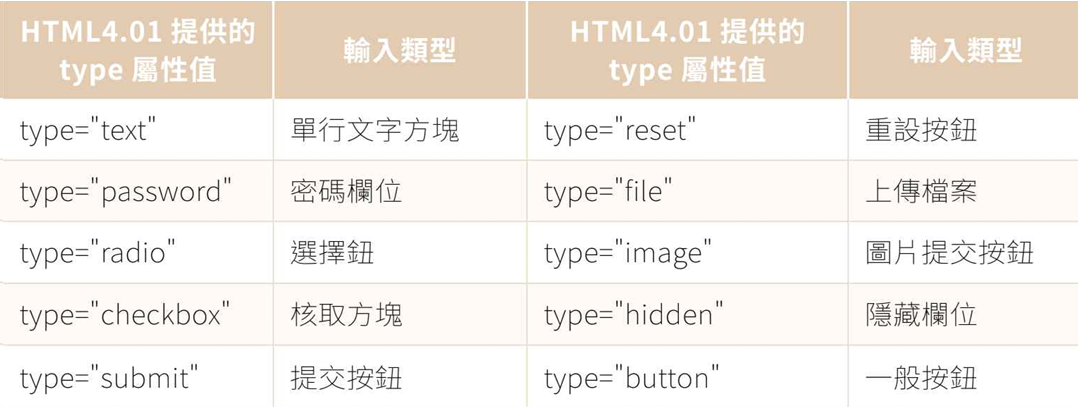 HTML4.01 提供的
type 屬性值
輸入類型
HTML4.01 提供的
type 屬性值
輸入類型
type="text" 單行文字方塊 type="reset" 重設按鈕
type="password" 密碼欄位 type="file" 上傳檔案
type="radio" 選擇鈕 type="image" 圖片提交按鈕
type="checkbox" 核取方塊 type="hidden" 隱藏欄位
type="submit" 提交按鈕 type="button" 一般按鈕